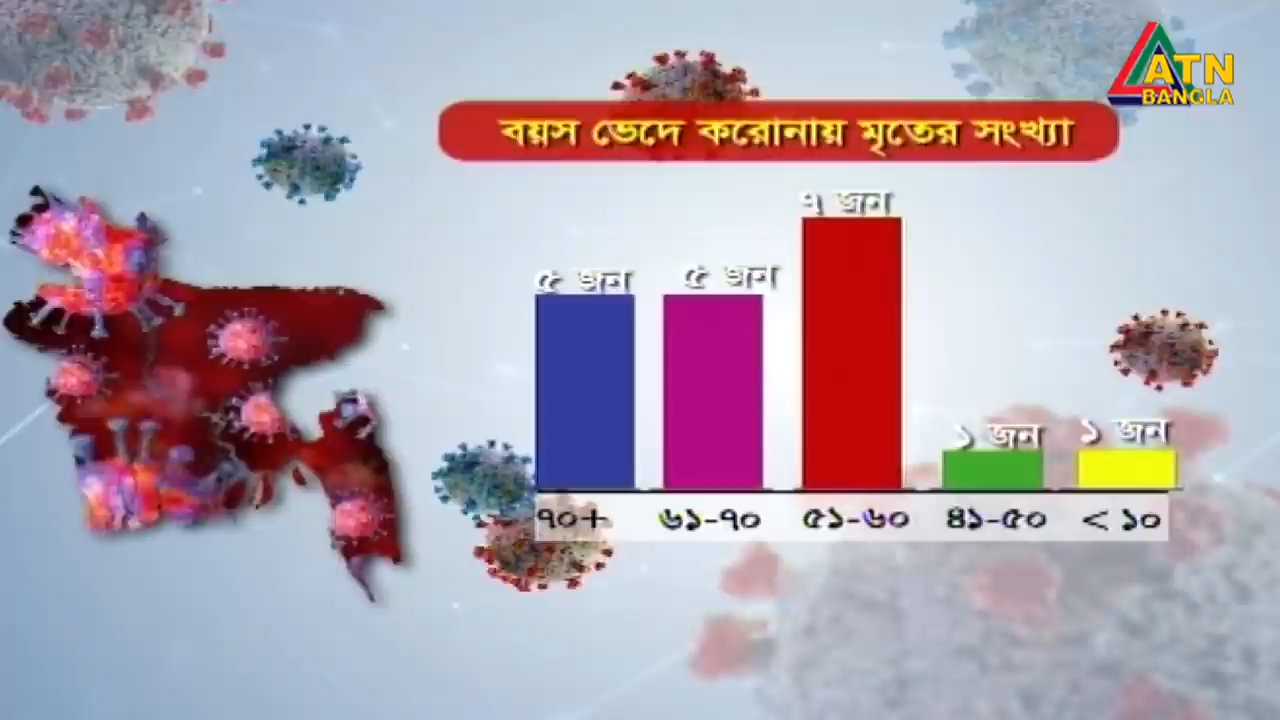 ATN
BANGLA
বয়স ভেদে করোনায় মৃতের সংখ্যা
৫ জন
৫ জন
৭ জন
১ জন
১ জন
৭০+
৬১-৭০
৫১-৬০
৪১-৫০
< ১০